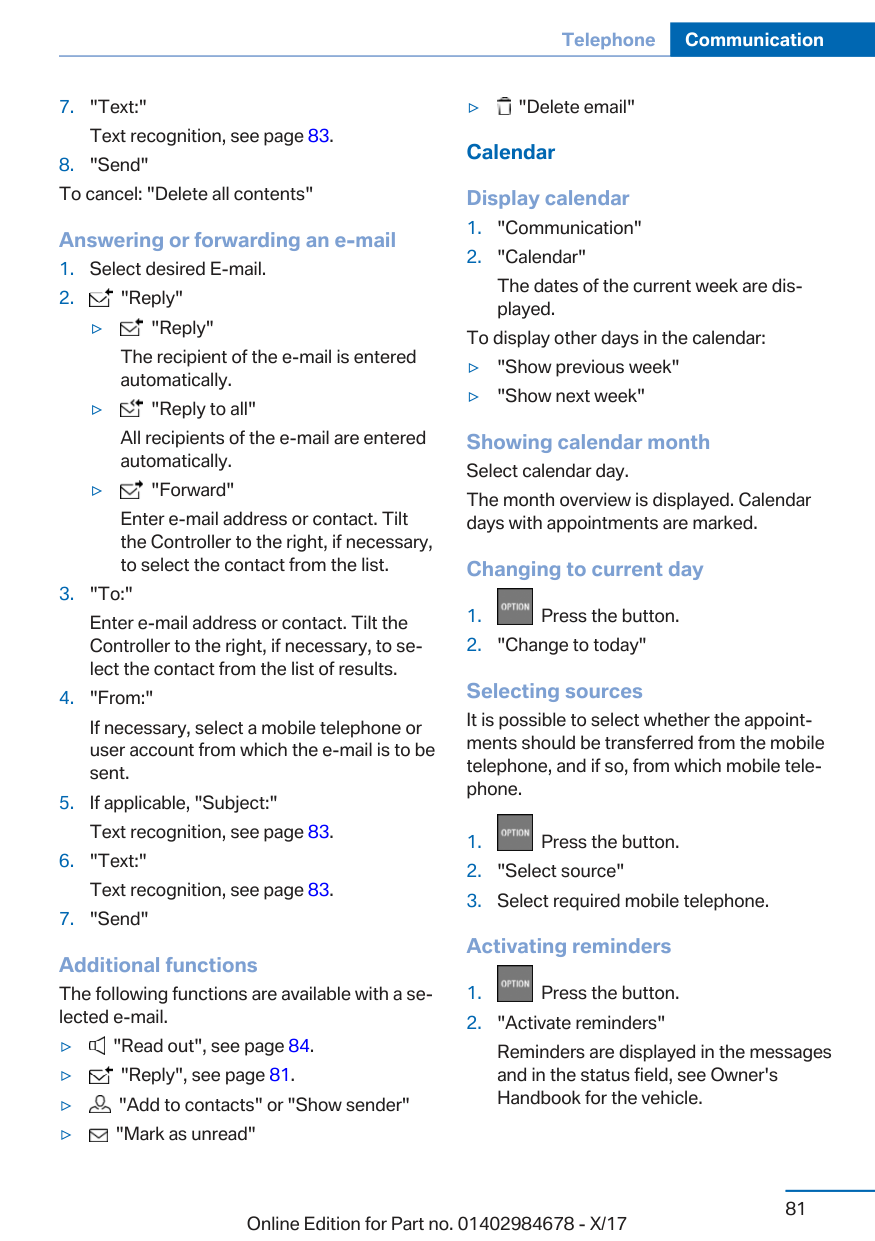 Telephone Communication
7. "Text:"
Text recognition, see page 83.
8. "Send"
To cancel: "Delete all contents"
Answering or forwarding an e-mail
1. Select desired E-mail.
2. "Reply"
▷ "Reply"
The recipient of the e-mail is entered
automatically.
▷ "Reply to all"
All recipients of the e-mail are entered
automatically.
▷ "Forward"
Enter e-mail address or contact. Tilt
the Controller to the right, if necessary,
to select the contact from the list.
3. "To:"
Enter e-mail address or contact. Tilt the
Controller to the right, if necessary, to se-
lect the contact from the list of results.
4. "From:"
If necessary, select a mobile telephone or
user account from which the e-mail is to be
sent.
5. If applicable, "Subject:"
Text recognition, see page 83.
6. "Text:"
Text recognition, see page 83.
7. "Send"
Additional functions
The following functions are available with a se-
lected e-mail.
▷ "Read out", see page 84.
▷ "Reply", see page 81.
▷ "Add to contacts" or "Show sender"
▷ "Mark as unread"
▷ "Delete email"
Calendar
Display calendar
1. "Communication"
2. "Calendar"
The dates of the current week are dis-
played.
To display other days in the calendar:
▷ "Show previous week"
▷ "Show next week"
Showing calendar month
Select calendar day.
The month overview is displayed. Calendar
days with appointments are marked.
Changing to current day
1. OPTION Press the button.
2. "Change to today"
Selecting sources
It is possible to select whether the appoint-
ments should be transferred from the mobile
telephone, and if so, from which mobile tele-
phone.
1. OPTION Press the button.
2. "Select source"
3. Select required mobile telephone.
Activating reminders
1. OPTION Press the button.
2. "Activate reminders"
Reminders are displayed in the messages
and in the status field, see Owner's
Handbook for the vehicle.
81
Online Edition for Part no. 01402984678 - X/17